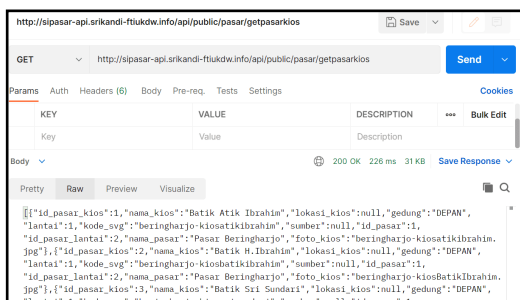 http://sipasar-api.srikandi-ftiukdw.info/api/public/pasar/getpasarkios
Save
GET
http://sipasar-api.srikandi-ftiukdw.info/api/public/pasar/getpasarkios
Send
Params Auth Headers (6) Body Pre-req. Tests Settings Cookies
KEY VALUE DESCRIPTION ooo Bulk Edit
Key Value Description
Body 200 OK 226 ms 31 KB Save Response
Pretty Raw Preview Visualize
[{"id_pasar_kios":1,"nama_kios":"Batik Atik Ibrahim","lokasi_kios":null,"gedung":"DEPAN",
"lantai":1,"kode_svg":"beringharjo-kiosatikibrahim","sumber":null,"id_pasar":1,
"id_pasar_lantai":2,"nama_pasar":"Pasar Beringharjo","foto_kios":"beringharjo-kiosatikibrahim.
jpg"},{"id_pasar_kios":2,"nama_kios":"Batik H.Ibrahim","lokasi_kios":null,"gedung":"DEPAN",
"lantai":1,"kode_svg":"beringharjo-kiosbatikibrahim","sumber":null,"id_pasar":1,
"id_pasar_lantai":2,"nama_pasar":"Pasar Beringharjo","foto_kios":"beringharjo-kiosBatikIbrahim.
jpg"},{"id_pasar_kios":3,"nama_kios":"Batik Sri Sundari","lokasi_kios":null,"gedung":"DEPAN",